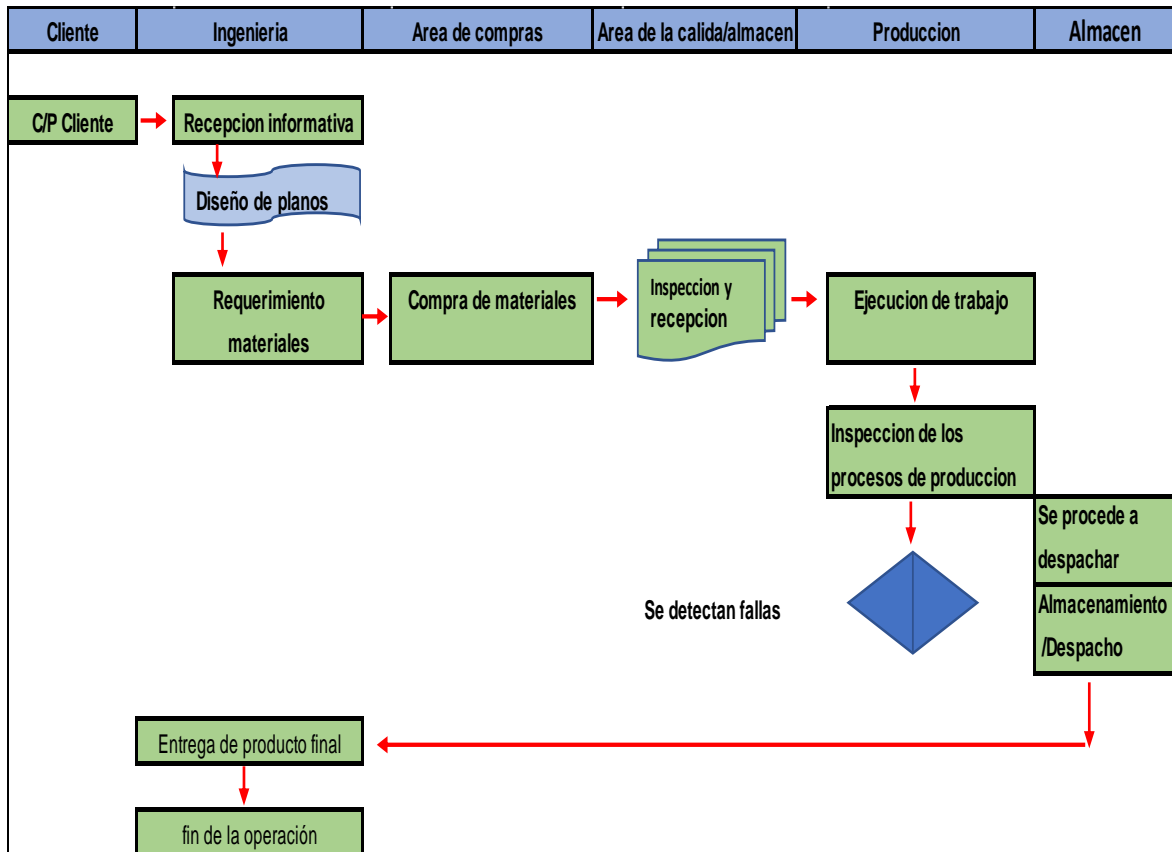 Cliente
Ingenieria
Area de compras
Area de la calida/almacen
Produccion
Almacen
C/P Cliente
Recepcion informativa
Diseño de planos
Requerimiento
materiales
Compra de materiales
Inspeccion y
recepcion
Ejecucion de trabajo
Inspeccion de los
procesos de produccion
Se procede a
despachar
Se detectan fallas
Almacenamiento
/Despacho
Entrega de producto final
fin de la operación